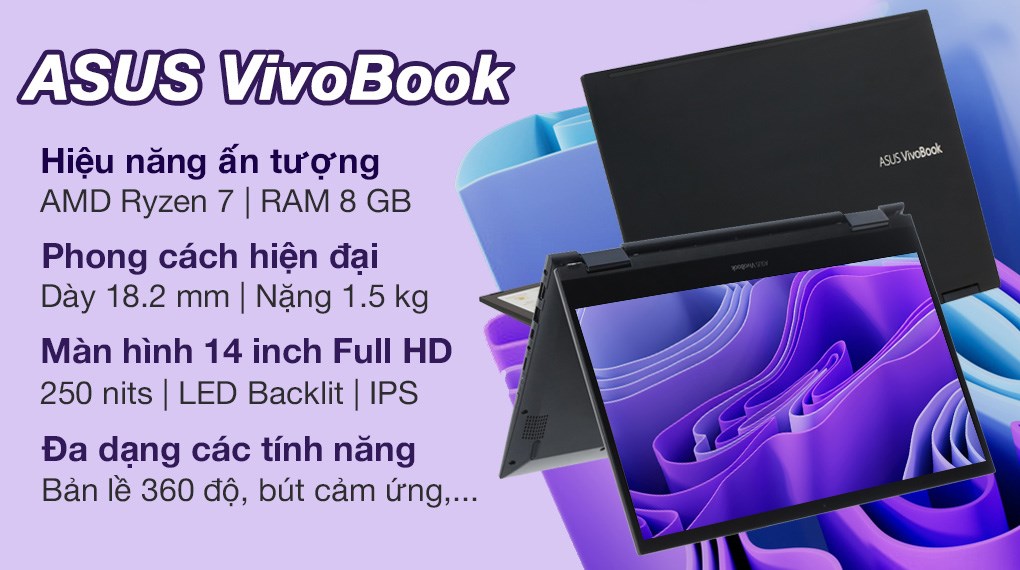 ASUS VivoBook
Hiệu năng ấn tượng
AMD Ryzen 7 | RAM 8 GB
Phong cách hiện đại
Dày 18.2 mm | Nặng 1.5 kg
Màn hình 14 inch Full HD
250 nits | LED Backlit | IPS
Đa dạng các tính năng
Bản lề 360 độ, bút cảm ứng,...
ASUS VivoBook
ASUS VivoBook